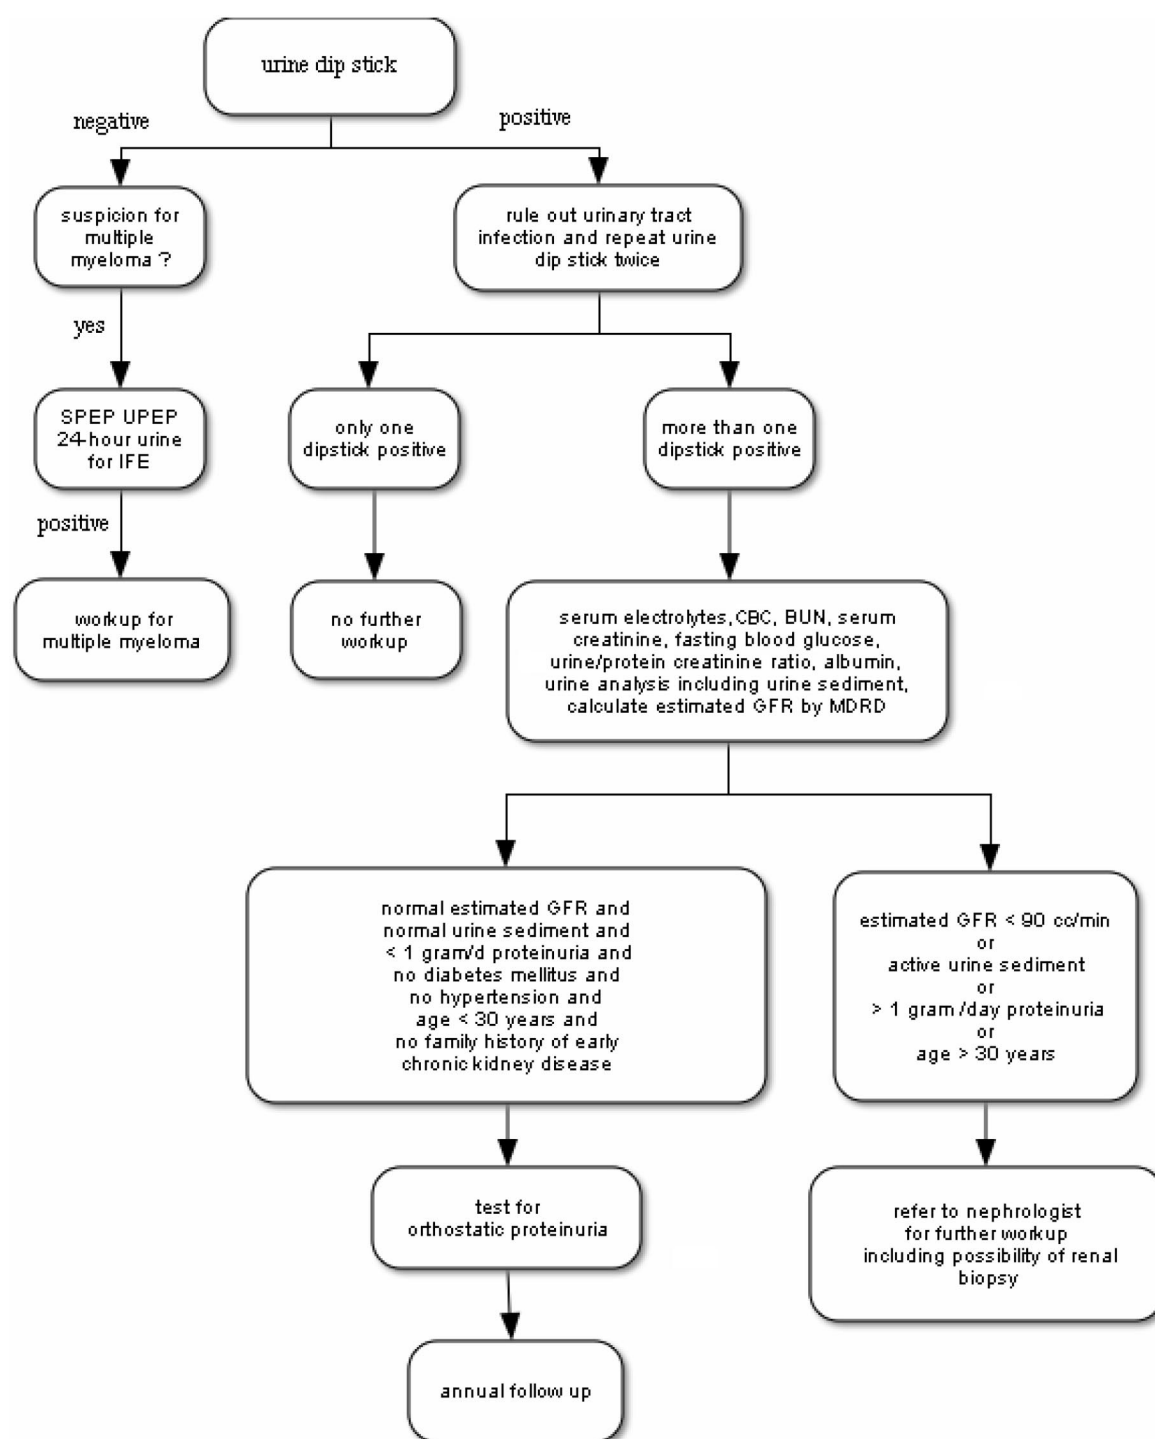 urine dip stick
negative
positive
suspicion for
multiple
myeloma ?
rule out urinary tract
infection and repeat urine
dip stick twice
yes
SPEP UPEP
24-hour urine
for IFE
only one
dipstick positive
more than one
dipstick positive
positive
workup for
multiple myeloma
no further
workup
serum electrolytes, CBC, BUN, serum
creatinine, fasting blood glucose,
urine/protein creatinine ratio, albumin,
urine analysis including urine sediment,
calculate estimated GFR by MDRD
normal estimated GFR and
normal urine sediment and
< 1 gram/d proteinuria and
no diabetes mellitus and
no hypertension and
age < 30 years and
no family history of early
chronic kidney disease
estimated GFR < 90 cc/min
or
active urine sediment
or
> 1 gram /day proteinuria
or
age > 30 years
test for
orthostatic proteinuria
refer to nephrologist
for further workup
including possibility of renal
biopsy
annual follow up